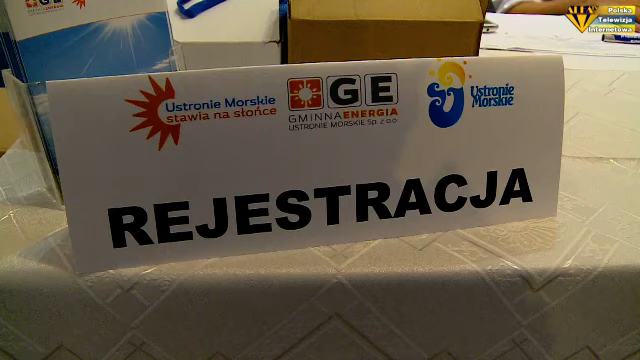 Polska
Telewizja
Internetowa
Ustronie Morskie
stawia na słońce
GE
GMINNAENERGIA
USTRONIE MORSKIE Sp. z o.o
Ustronie
Morskie
REJESTRACJA